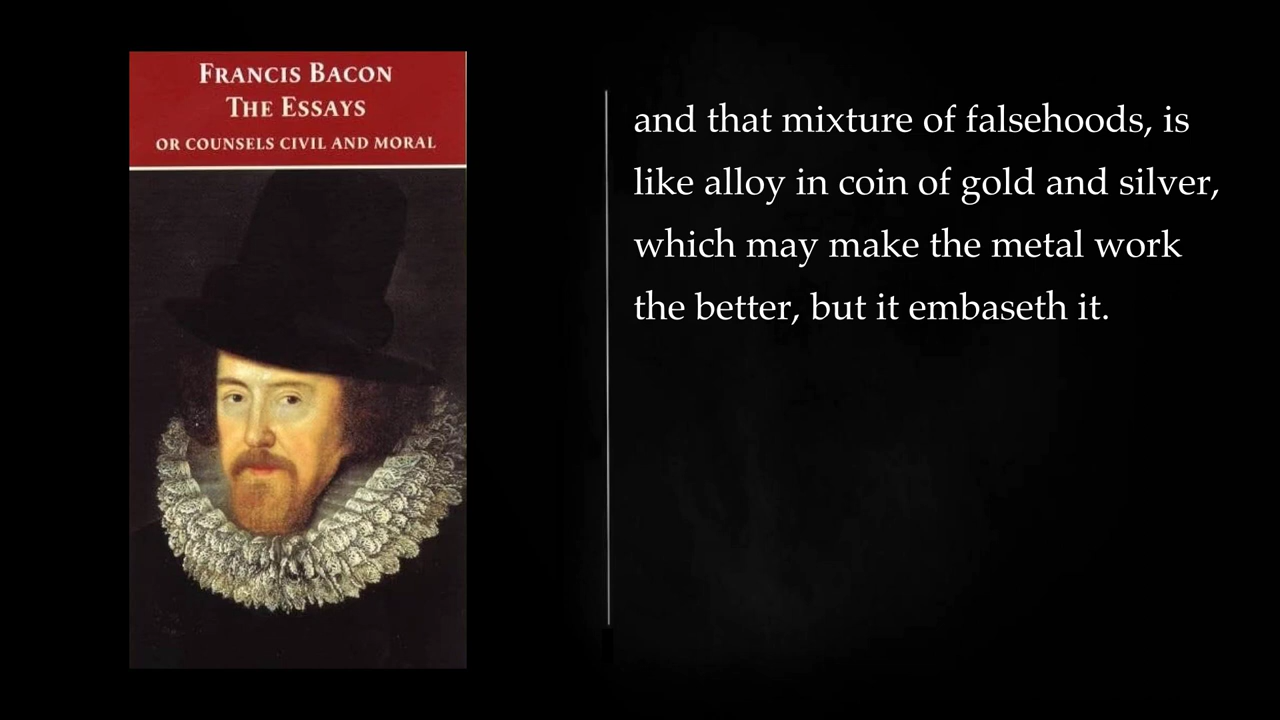 FRANCIS BACON
THE ESSAYS
OR COUNSELS CIVIL AND MORAL
and that mixture of falsehoods, is
like alloy in coin of gold and silver,
which may make the metal work
the better, but it embaseth it.